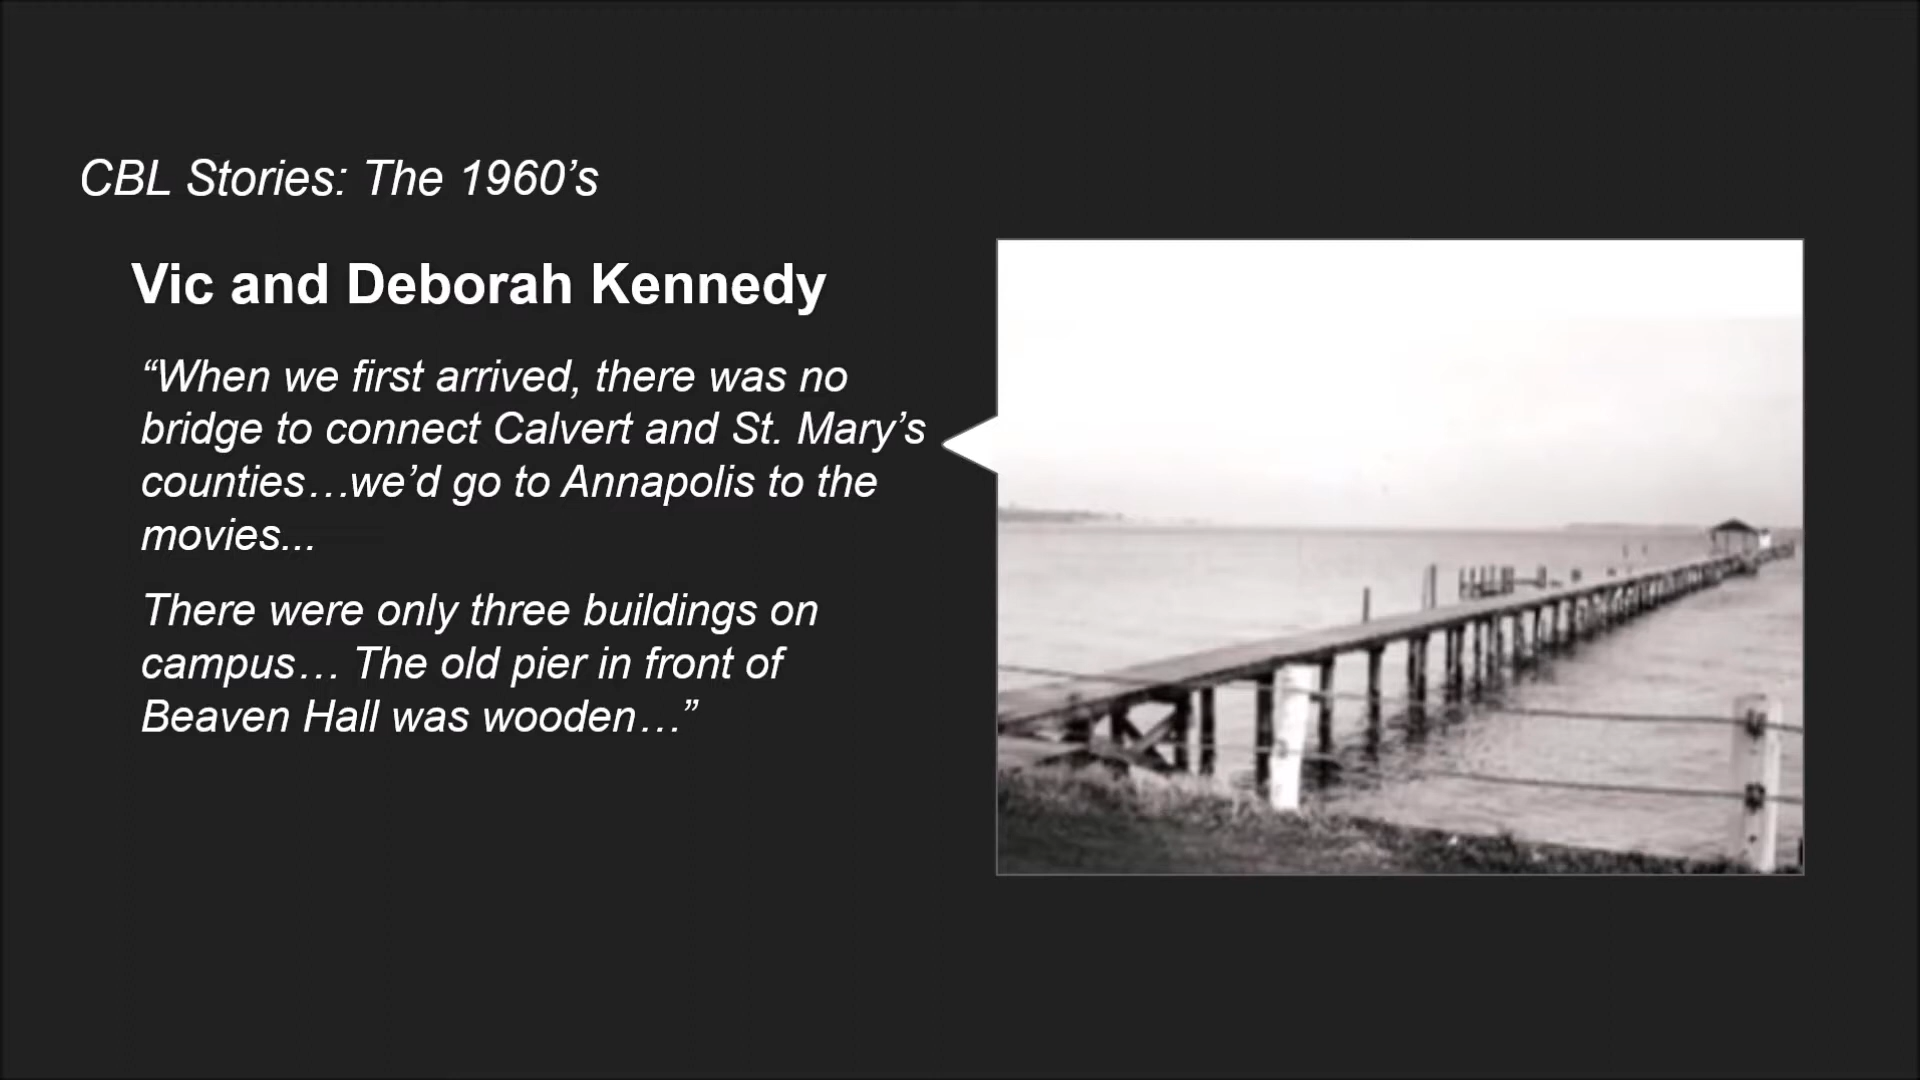 CBL Stories: The 1960’s
Vic and Deborah Kennedy
“When we first arrived, there was no
bridge to connect Calvert and St. Mary’s
counties…we’d go to Annapolis to the
movies...
There were only three buildings on
campus… The old pier in front of
Beaven Hall was wooden…”